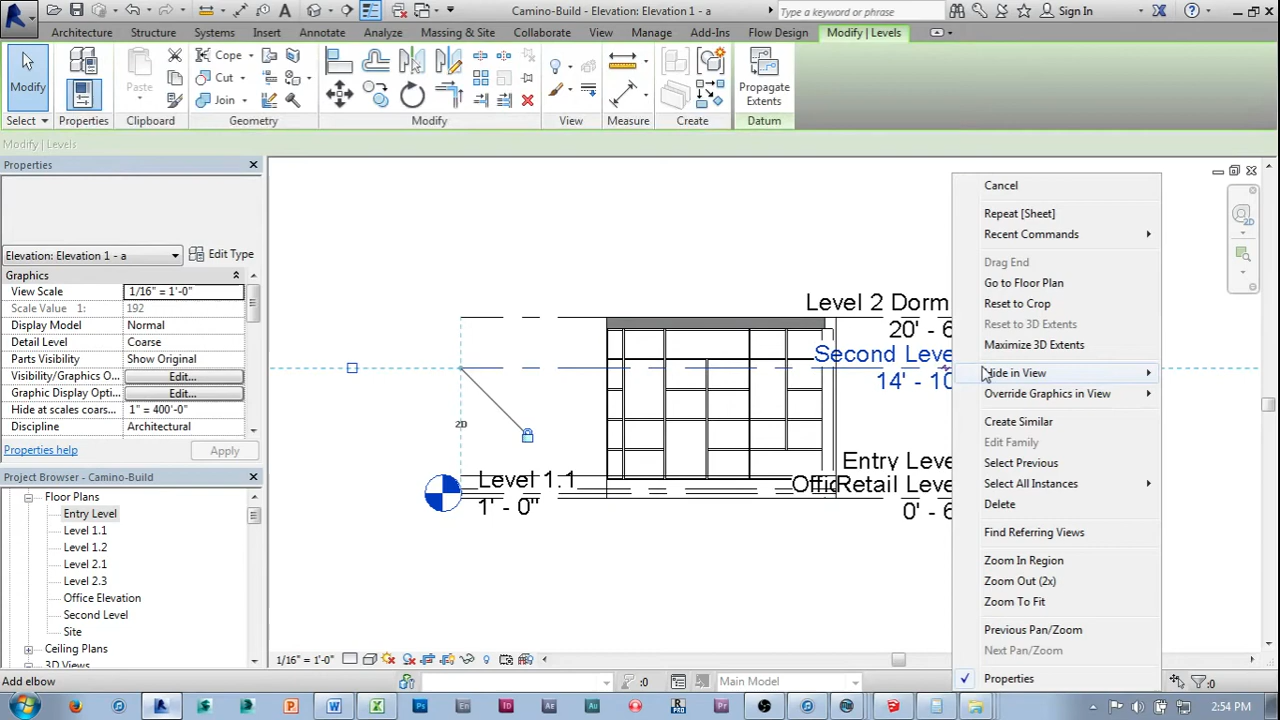 Camino-Build - Elevation: Elevation 1 - a
Type a keyword or phrase
Sign In
Architecture
Structure
Systems
Insert
Annotate
Analyze
Massing & Site
Collaborate
View
Manage
Add-Ins
Flow Design
Modify | Levels
Modify
Paste
Cope
Cut
Join
Propagate
Extents
Select
Properties
Clipboard
Geometry
Modify
View
Measure
Create
Datum
Modify | Levels
Properties
Elevation: Elevation 1 - a
Edit Type
Graphics
View Scale
1/16" = 1'-0"
Scale Value 1:
192
Display Model
Normal
Detail Level
Coarse
Parts Visibility
Show Original
Visibility/Graphics O...
Edit...
Graphic Display Opti...
Edit...
Hide at scales coars...
1" = 400'-0"
Discipline
Architectural
Properties help
Apply
Project Browser - Camino-Build
Floor Plans
Entry Level
Level 1.1
Level 1.2
Level 2.1
Level 2.3
Office Elevation
Second Level
Site
Ceiling Plans
3D Views
Level 2 Dorm
20' - 6
Second Leve
14' - 10
2D
Level 1.1
1' - 0"
Entry Leve
Offic
Retail Leve
0' - 6
Cancel
Repeat [Sheet]
Recent Commands
Drag End
Go to Floor Plan
Reset to Crop
Reset to 3D Extents
Maximize 3D Extents
Hide in View
Override Graphics in View
Create Similar
Edit Family
Select Previous
Select All Instances
Delete
Find Referring Views
Zoom In Region
Zoom Out (2x)
Zoom To Fit
Previous Pan/Zoom
Next Pan/Zoom
Properties
2D
1/16" = 1'-0"
Add elbow
:0
Main Model
:0
Ps
En
Id
Ae
Au
R
PRO
Pr
2:54 PM